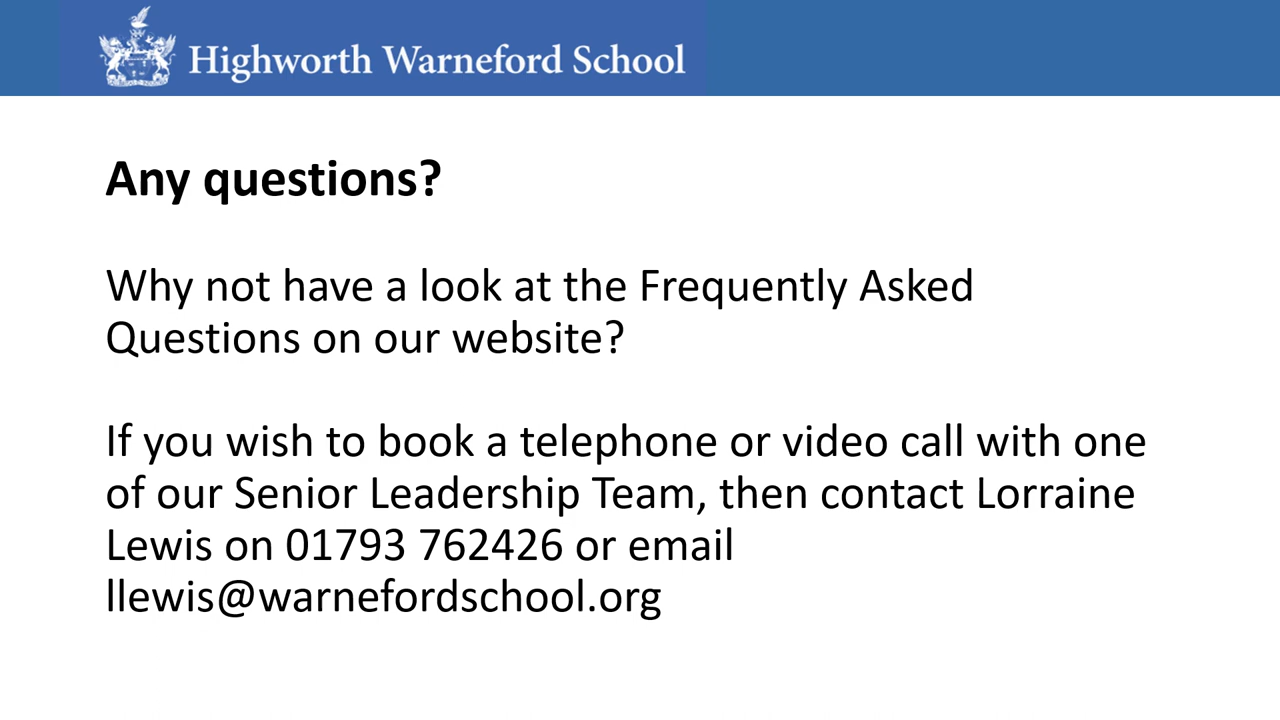 Highworth Warneford School
Any questions?
Why not have a look at the Frequently Asked
Questions on our website?
If you wish to book a telephone or video call with one
of our Senior Leadership Team, then contact Lorraine
Lewis on 01793 762426 or email
llewis@warnefordschool.org